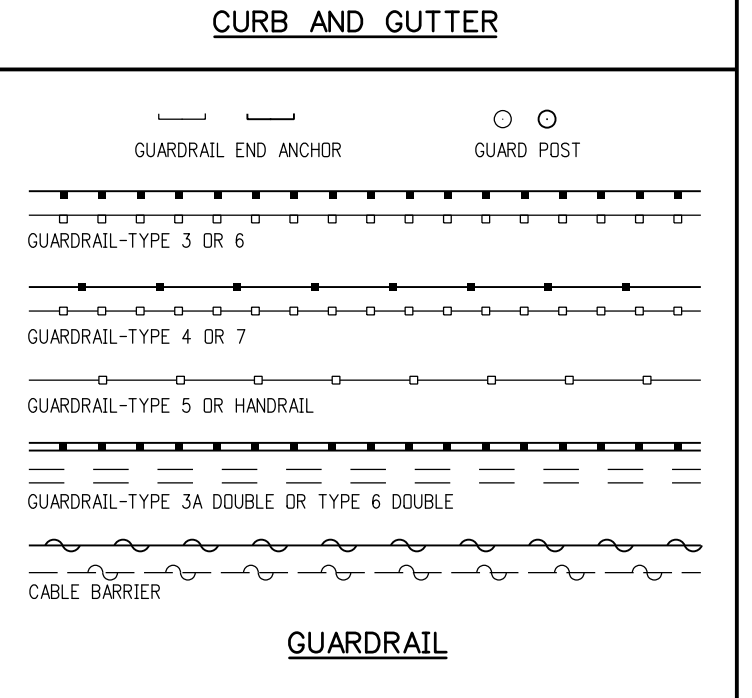 CURB AND GUTTER
GUARDRAIL END ANCHOR
GUARD POST
GUARDRAIL-TYPE 3 OR 6
GUARDRAIL-TYPE 4 OR 7
GUARDRAIL-TYPE 5 OR HANDRAIL
GUARDRAIL-TYPE 3A DOUBLE OR TYPE 6 DOUBLE
CABLE BARRIER
GUARDRAIL